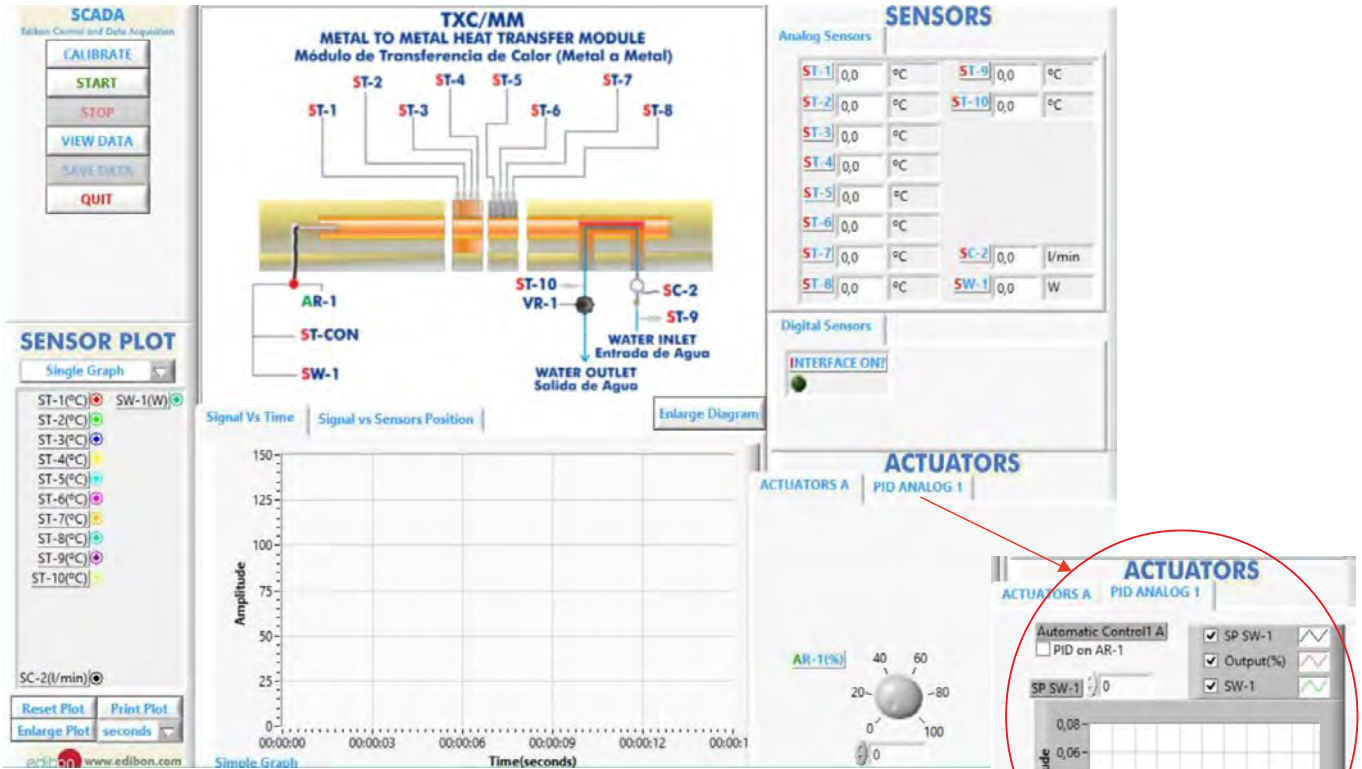 SCADA
Edibon Control and Data Acquisition
CALIBRATE
START
STOP
VIEW DATA
SAVE DATA
QUIT
TXC/MM
METAL TO METAL HEAT TRANSFER MODULE
Módulo de Transferencia de Calor (Metal a Metal)
ST-2
ST-4
ST-5
ST-7
ST-1
ST-3
ST-6
ST-8
AR-1
ST-CON
SW-1
ST-10
VR-1
SC-2
ST-9
WATER INLET
Entrada de Agua
WATER OUTLET
Salida de Agua
Enlarge Diagram
SENSORS
Analog Sensors
ST-1 0,0 ºC ST-9 0,0 ºC
ST-2 0,0 ºC ST-10 0,0 ºC
ST-3 0,0 ºC
ST-4 0,0 ºC
ST-5 0,0 ºC
ST-6 0,0 ºC
ST-7 0,0 ºC SC-2 0,0 l/min
ST-8 0,0 ºC SW-1 0,0 W
Digital Sensors
INTERFACE ON?
SENSOR PLOT
Single Graph
ST-1(ºC) SW-1(W)
ST-2(ºC)
ST-3(ºC)
ST-4(ºC)
ST-5(ºC)
ST-6(ºC)
ST-7(ºC)
ST-8(ºC)
ST-9(ºC)
ST-10(ºC)
SC-2(l/min)
Reset Plot Print Plot
Enlarge Plot seconds
edibon www.edibon.com
Signal Vs Time Signal vs Sensors Position
Amplitude
150
125
100
75
50
25
0
00:00:00 00:00:03 00:00:06 00:00:09 00:00:12 00:00:1
Simple Graph Time(seconds)
ACTUATORS
ACTUATORS A PID ANALOG 1
AR-1(%)
40 60
20 80
0 100
0
ACTUATORS
ACTUATORS A PID ANALOG 1
Automatic Control1 A
PID on AR-1
SP SW-1 0
SP SW-1
Output(%)
SW-1
0,08
0,06